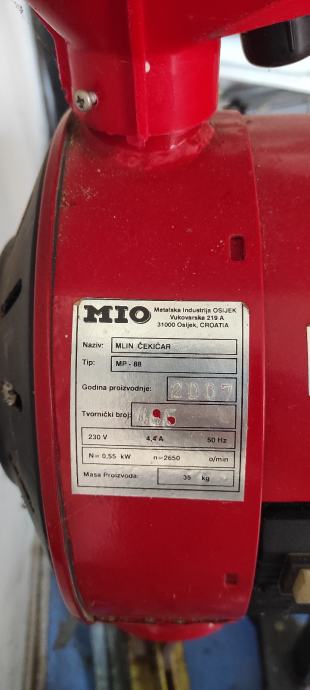 MIO
Metalska Industrija OSIJEK
Vukovarska 219 A
31000 Osijek, CROATIA
Naziv: MLIN ČEKIĆAR
Tip: MP - 88
Godina proizvodnje: 2007
Tvornički broj:
230 V 4,4 A 50 Hz
N= 0,55 kW n=2650 o/min
Masa Proizvoda: 35 kg